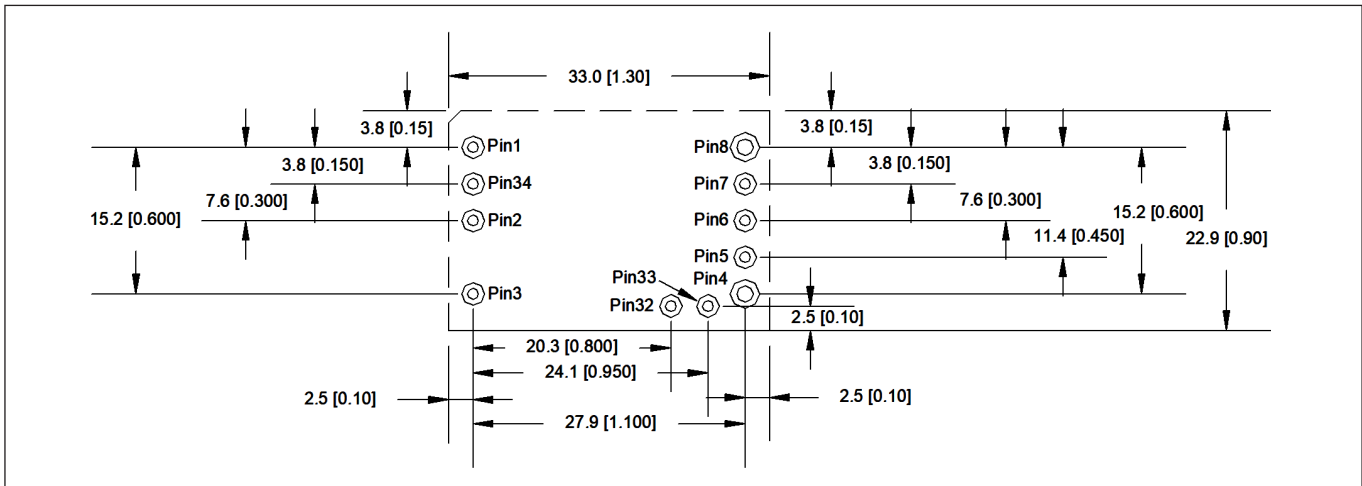 33.0 [1.30]
3.8 [0.15]
3.8 [0.15]
Pin1
Pin8
3.8 [0.150]
3.8 [0.150]
Pin34
Pin7
7.6 [0.300]
7.6 [0.300]
15.2 [0.600]
15.2 [0.600]
Pin2
Pin6
11.4 [0.450]
22.9 [0.90]
Pin5
Pin33
Pin4
Pin3
Pin32
2.5 [0.10]
20.3 [0.800]
24.1 [0.950]
2.5 [0.10]
2.5 [0.10]
27.9 [1.100]